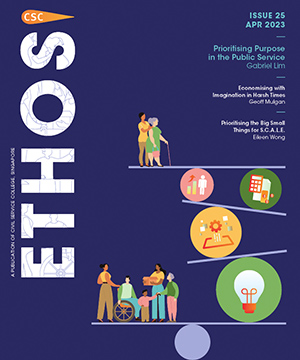 CSC
ISSUE 25
APR 2023
Prioritising Purpose
in the Public Service
Gabriel Lim
Economising with
Imagination in Harsh Times
Geoff Mulgan
Prioritising the Big Small
Things for S.C.A.L.E.
Eileen Wong
ETHOS
A PUBLICATION OF CIVIL SERVICE COLLEGE, SINGAPORE